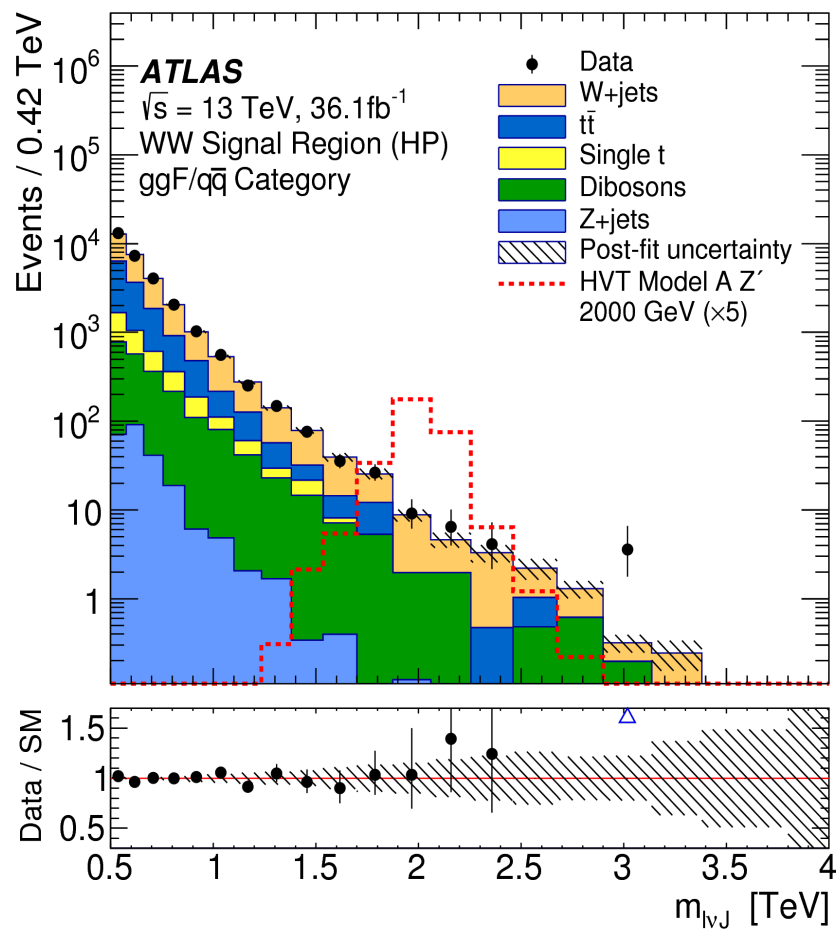 Events / 0.42 TeV
10⁶
10⁵
10⁴
10³
10²
10
1
ATLAS
√s = 13 TeV, 36.1fb⁻¹
WW Signal Region (HP)
ggF/qq̄ Category
Data
W+jets
tt̄
Single t
Dibosons
Z+jets
Post-fit uncertainty
HVT Model A Z′
2000 GeV (×5)
Data / SM
1.5
1
0.5
0.5 1 1.5 2 2.5 3 3.5 4
m_lνJ [TeV]